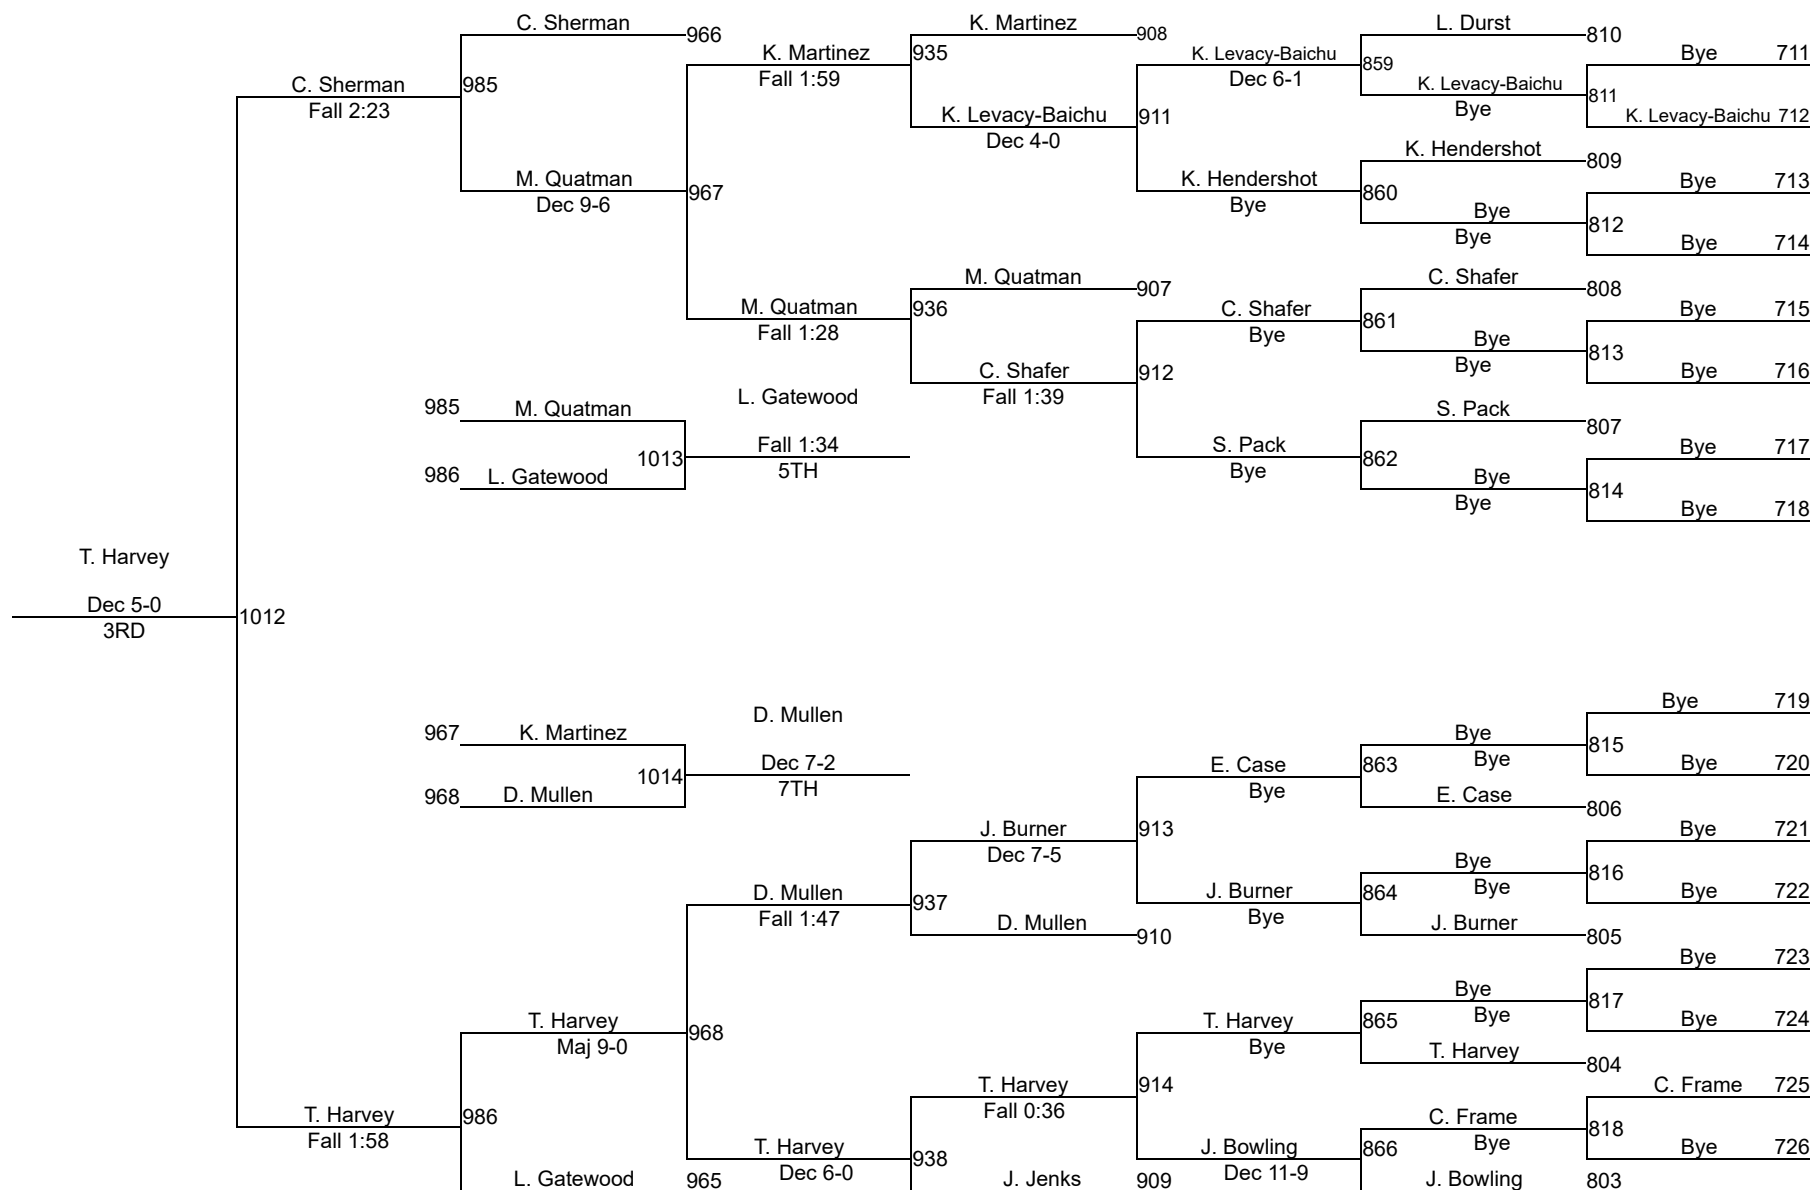 C. Sherman
966
K. Martinez
908
L. Durst
810
K. Martinez
935
K. Levacy-Baichu
859
Bye 711
Fall 1:59
Dec 6-1
C. Sherman
985
K. Levacy-Baichu
811
Fall 2:23
K. Levacy-Baichu
911
Bye
K. Levacy-Baichu 712
Dec 4-0
K. Hendershot
809
M. Quatman
967
K. Hendershot
860
Bye 713
Dec 9-6
Bye
Bye
812
Bye
Bye 714
M. Quatman
907
C. Shafer
808
M. Quatman
936
C. Shafer
861
Bye 715
Fall 1:28
Bye
Bye
813
C. Shafer
912
Bye
Bye 716
Fall 1:39
L. Gatewood
985
M. Quatman
S. Pack
807
Fall 1:34
S. Pack
862
Bye 717
1013
5TH
Bye
986
L. Gatewood
Bye
814
Bye
Bye 718
T. Harvey
Dec 5-0
1012
3RD
Bye 719
D. Mullen
967
K. Martinez
Bye
815
Bye
1014
Dec 7-2
E. Case
863
Bye 720
7TH
Bye
968
D. Mullen
E. Case
806
J. Burner
913
Bye 721
Dec 7-5
Bye
816
D. Mullen
937
J. Burner
864
Bye
Bye 722
Fall 1:47
Bye
D. Mullen
910
J. Burner
805
Bye 723
Bye
817
T. Harvey
968
T. Harvey
865
Bye
Bye 724
Maj 9-0
Bye
T. Harvey
804
T. Harvey
914
C. Frame 725
Fall 0:36
T. Harvey
986
C. Frame
818
Fall 1:58
T. Harvey
938
J. Bowling
866
Bye
Bye 726
Dec 6-0
Dec 11-9
L. Gatewood
965
J. Jenks
909
J. Bowling
803